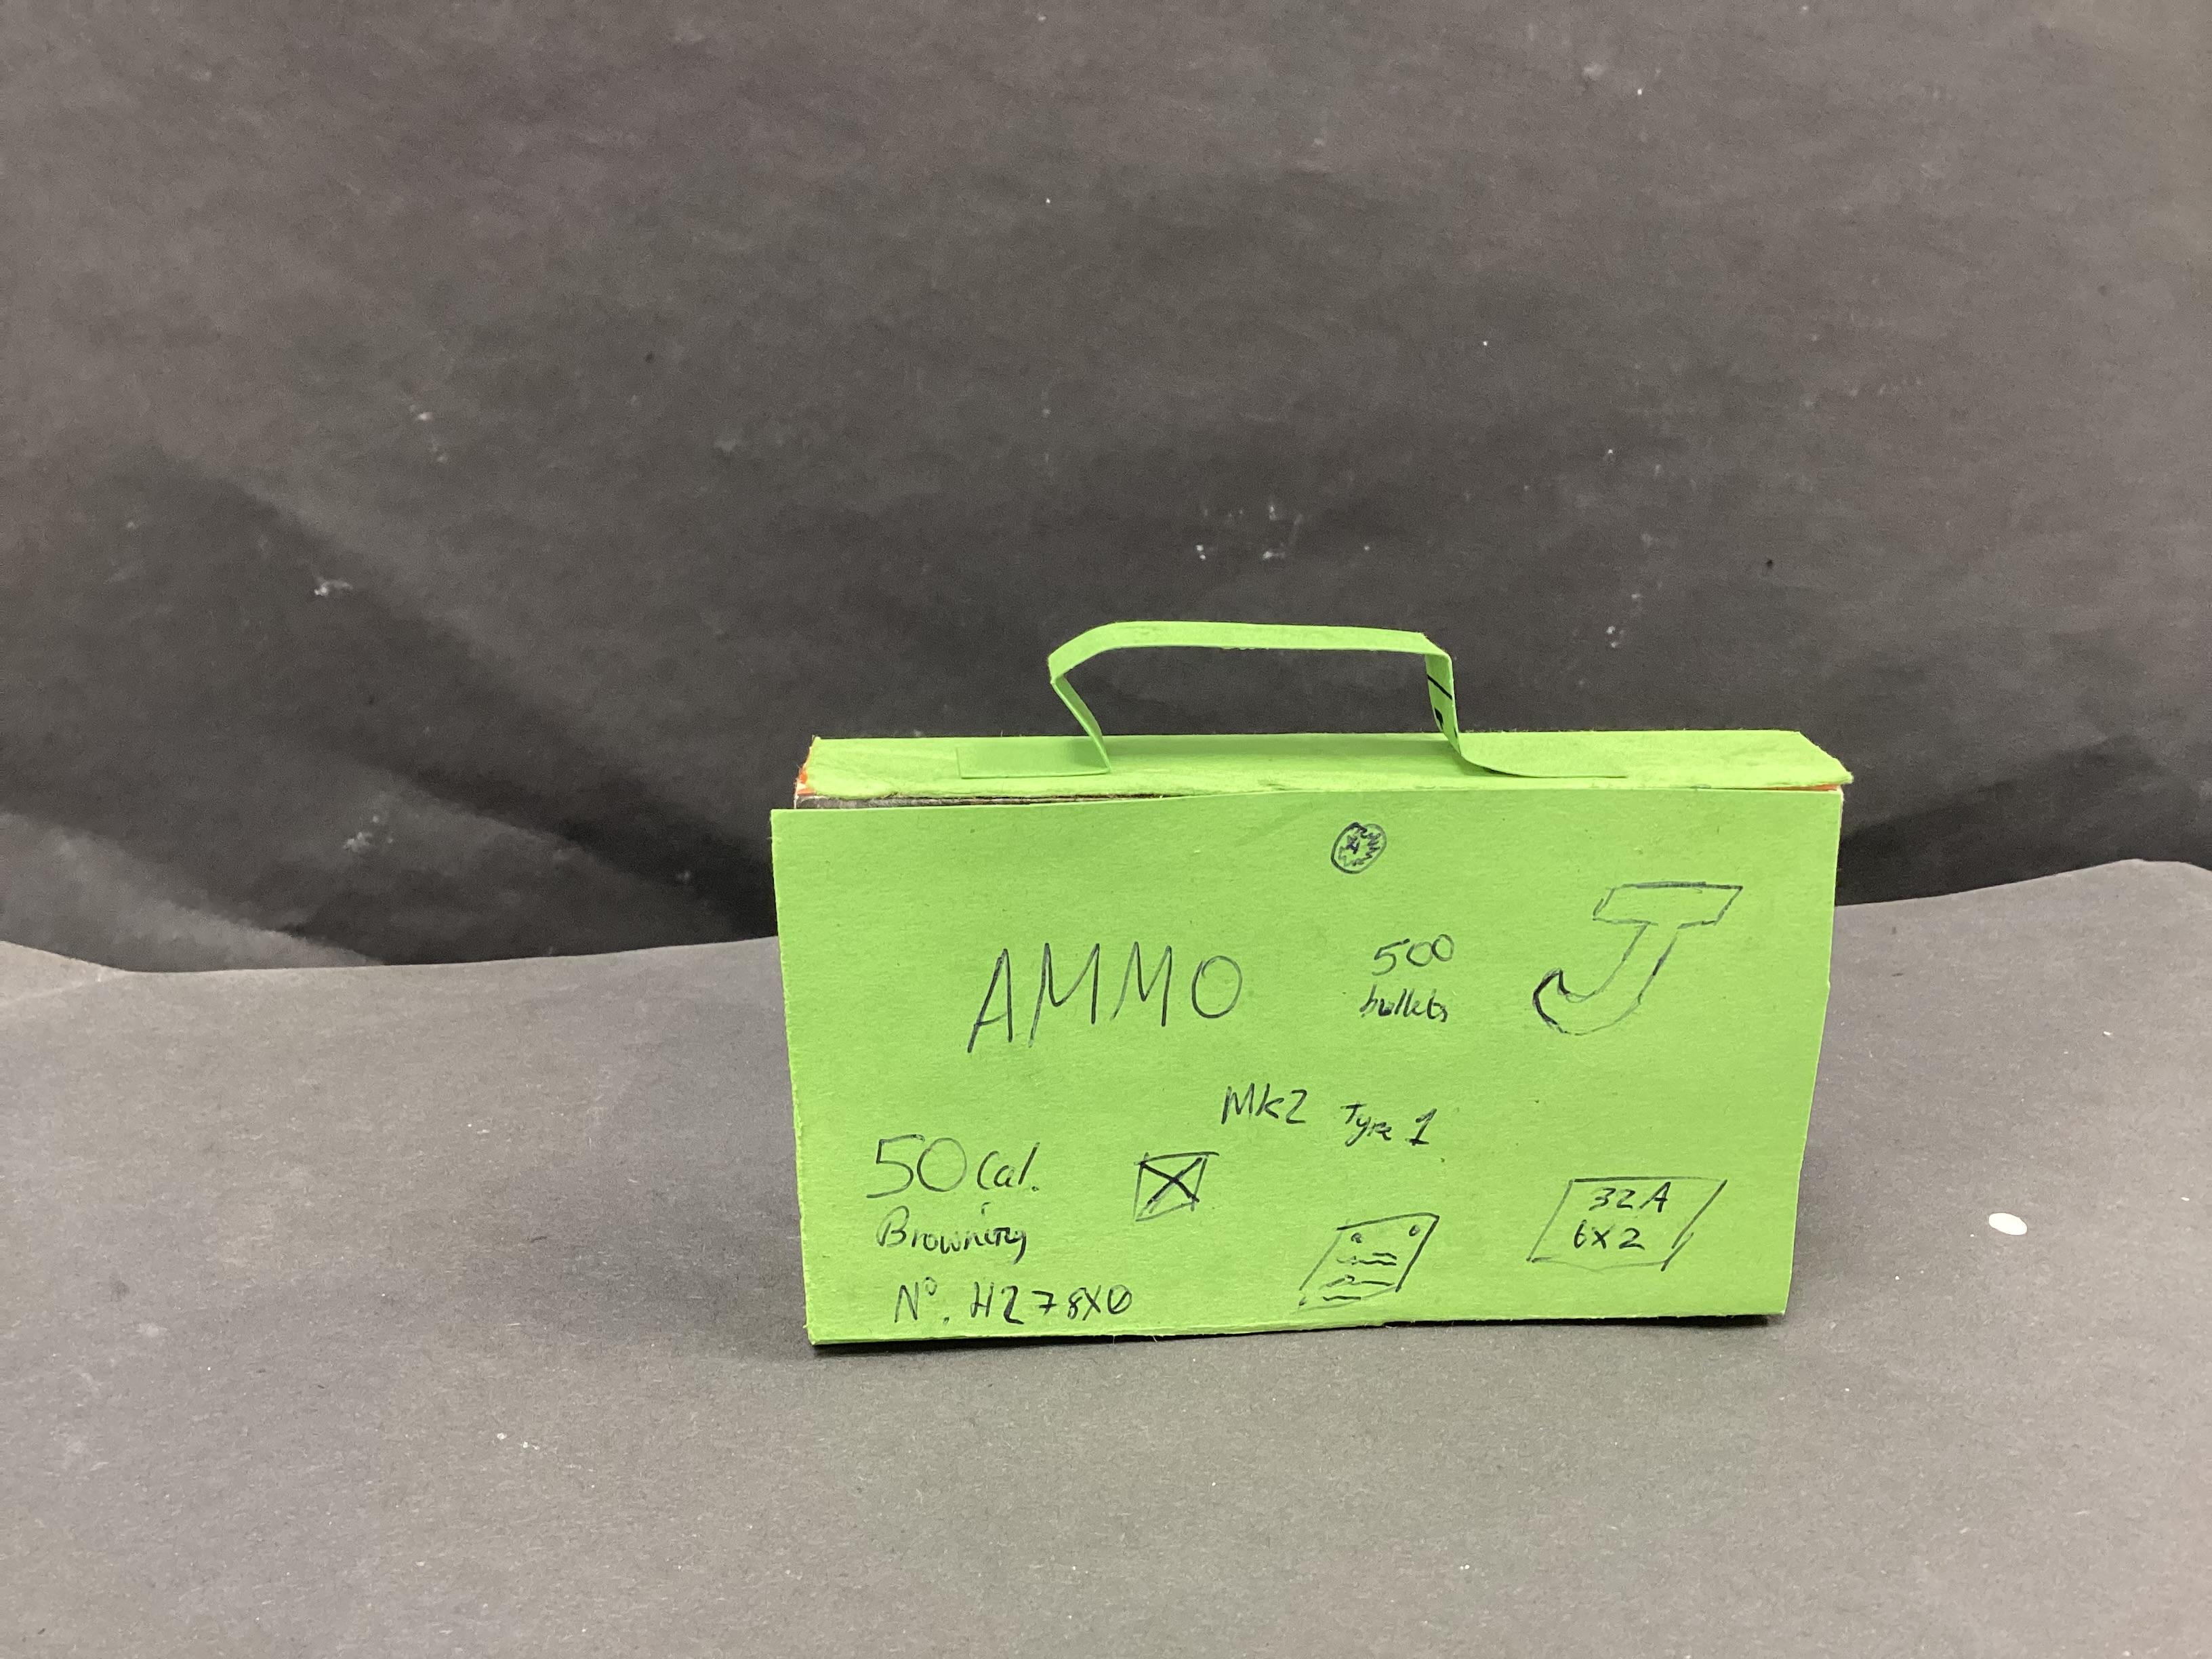 AMMO
500
bullets
J
Mk2 Type 1
50 Cal.
Browning
Nº. H278X0
32A
6X2